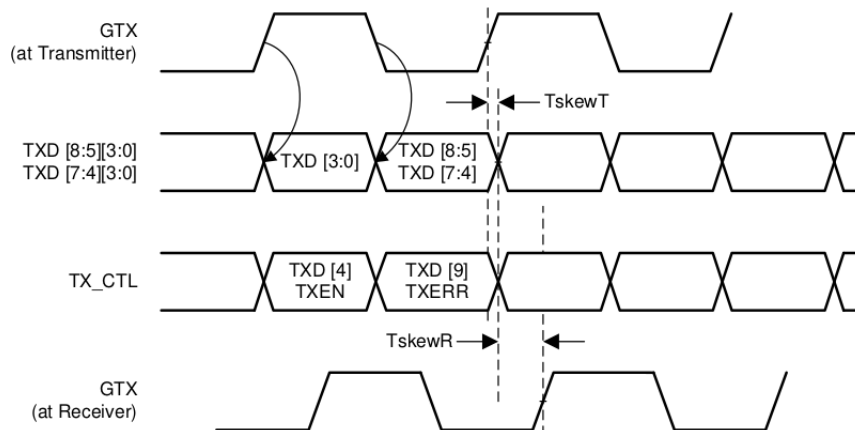 GTX
(at Transmitter)
TskewT
TXD [8:5][3:0]
TXD [7:4][3:0]
TXD [3:0]
TXD [8:5]
TXD [7:4]
TX_CTL
TXD [4]
TXEN
TXD [9]
TXERR
TskewR
GTX
(at Receiver)